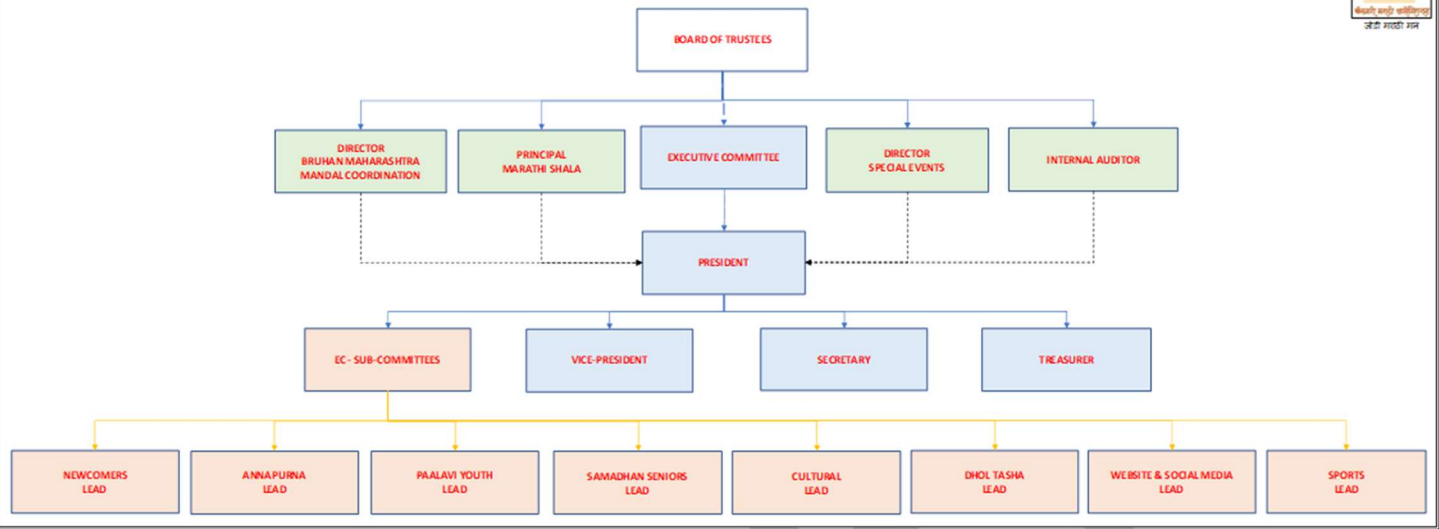 जोडी मराठी मन
BOARD OF TRUSTEES
DIRECTOR
BRUHAN MAHARASHTRA
MANDAL COORDINATION
PRINCIPAL
MARATHI SHALA
EXECUTIVE COMMITTEE
DIRECTOR
SPECIAL EVENTS
INTERNAL AUDITOR
PRESIDENT
EC- SUB-COMMITTEES
VICE-PRESIDENT
SECRETARY
TREASURER
NEWCOMERS
LEAD
ANNAPURNA
LEAD
PAALAVI YOUTH
LEAD
SAMADHAN SENIORS
LEAD
CULTURAL
LEAD
DHOL TASHA
LEAD
WEBSITE & SOCIAL MEDIA
LEAD
SPORTS
LEAD